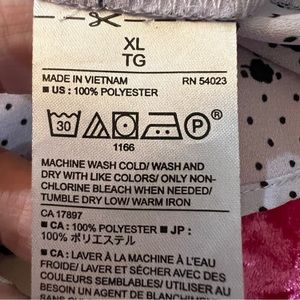 XL
TG
MADE IN VIETNAM RN 54023
■ US : 100% POLYESTER
30 P ®
1166
MACHINE WASH COLD/ WASH AND
DRY WITH LIKE COLORS/ ONLY NON-
CHLORINE BLEACH WHEN NEEDED/
TUMBLE DRY LOW/ WARM IRON
CA 17897
■ CA : 100% POLYESTER ■ JP :
100% ポリエステル
■ CA : LAVER À LA MACHINE À L'EAU
FROIDE/ LAVER ET SÉCHER AVEC DES
COULEURS SEMBLABLES/ UTILISER AU
BESOIN UN AGENT DE BLANCHIME
SANS